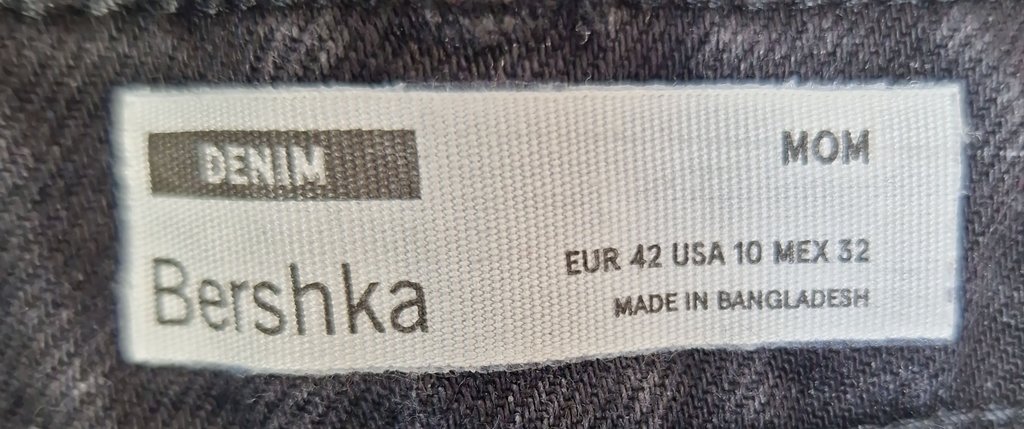 DENIM
MOM
Bershka
EUR 42 USA 10 MEX 32
MADE IN BANGLADESH